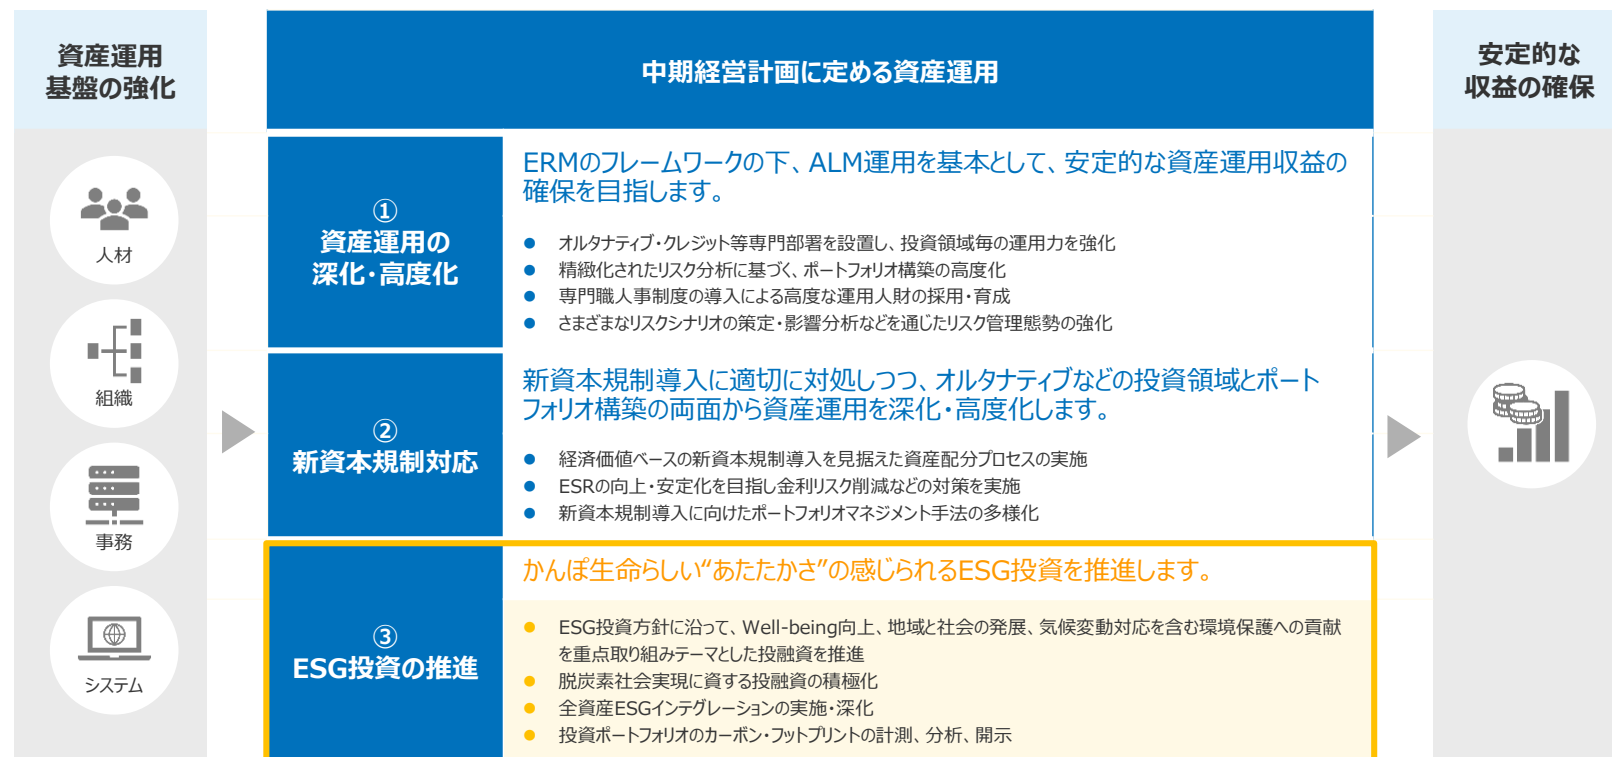 資産運用
基盤の強化
人材
組織
事務
システム
中期経営計画に定める資産運用
①
資産運用の
深化・高度化
ERMのフレームワークの下、ALM運用を基本として、安定的な資産運用収益の
確保を目指します。
● オルタナティブ・クレジット等専門部署を設置し、投資領域毎の運用力を強化
● 精緻化されたリスク分析に基づく、ポートフォリオ構築の高度化
● 専門職人事制度の導入による高度な運用人財の採用・育成
● さまざまなリスクシナリオの策定・影響分析などを通じたリスク管理態勢の強化
②
新資本規制対応
新資本規制導入に適切に対処しつつ、オルタナティブなどの投資領域とポート
フォリオ構築の両面から資産運用を深化・高度化します。
● 経済価値ベースの新資本規制導入を見据えた資産配分プロセスの実施
● ESRの向上・安定化を目指し金利リスク削減などの対策を実施
● 新資本規制導入に向けたポートフォリオマネジメント手法の多様化
③
ESG投資の推進
かんぽ生命らしい“あたたかさ”の感じられるESG投資を推進します。
● ESG投資方針に沿って、Well-being向上、地域と社会の発展、気候変動対応を含む環境保護への貢献
を重点取り組みテーマとした投融資を推進
● 脱炭素社会実現に資する投融資の積極化
● 全資産ESGインテグレーションの実施・深化
● 投資ポートフォリオのカーボン・フットプリントの計測、分析、開示
安定的な
収益の確保